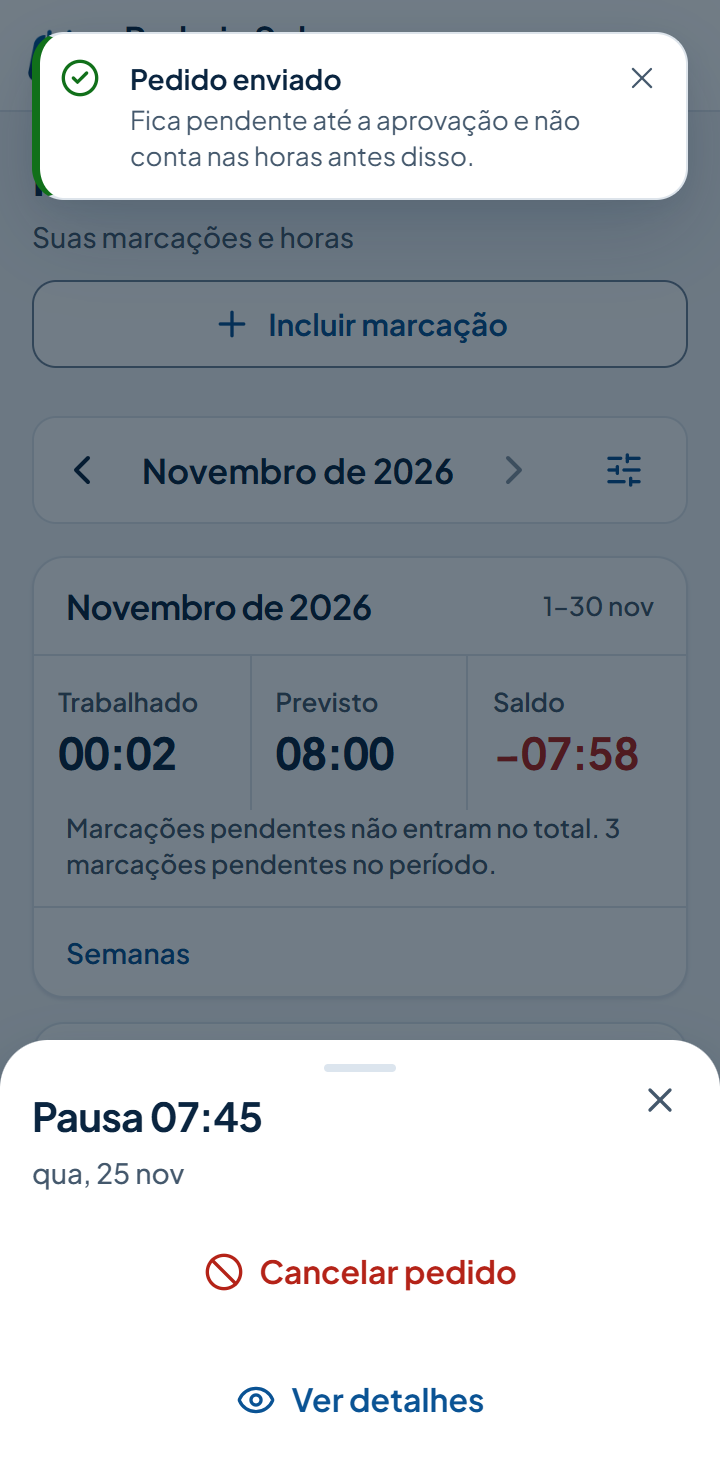 Pedido enviado
Fica pendente até a aprovação e não
conta nas horas antes disso.
Suas marcações e horas
Incluir marcação
Novembro de 2026
Novembro de 2026
1–30 nov
Trabalhado
Previsto
Saldo
00:02
08:00
–07:58
Marcações pendentes não entram no total. 3
marcações pendentes no período.
Semanas
Pausa 07:45
qua, 25 nov
Cancelar pedido
Ver detalhes